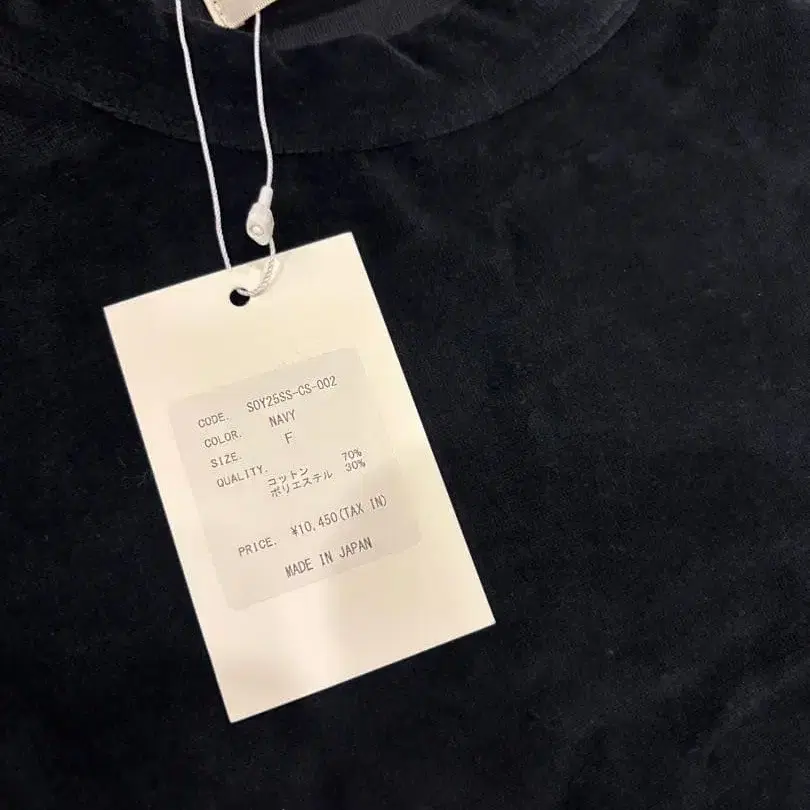 CODE. SOY25SS-CS-002
COLOR. NAVY
SIZE. F
QUALITY. コットン 70%
ポリエステル 30%
PRICE. ¥10,450(TAX IN)
MADE IN JAPAN